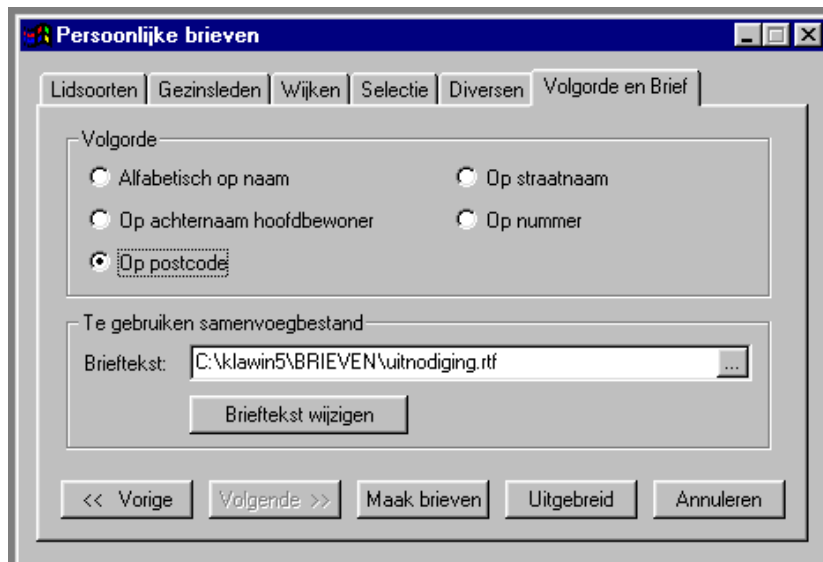 Persoonlijke brieven
Lidsoorten Gezinsleden Wijken Selectie Diversen Volgorde en Brief
Volgorde
Alfabetisch op naam Op straatnaam
Op achternaam hoofdbewoner Op nummer
Op postcode
Te gebruiken samenvoegbestand
Brieftekst: C:\klawin5\BRIEVEN\uitnodiging.rtf ...
Brieftekst wijzigen
<< Vorige Volgende >> Maak brieven Uitgebreid Annuleren